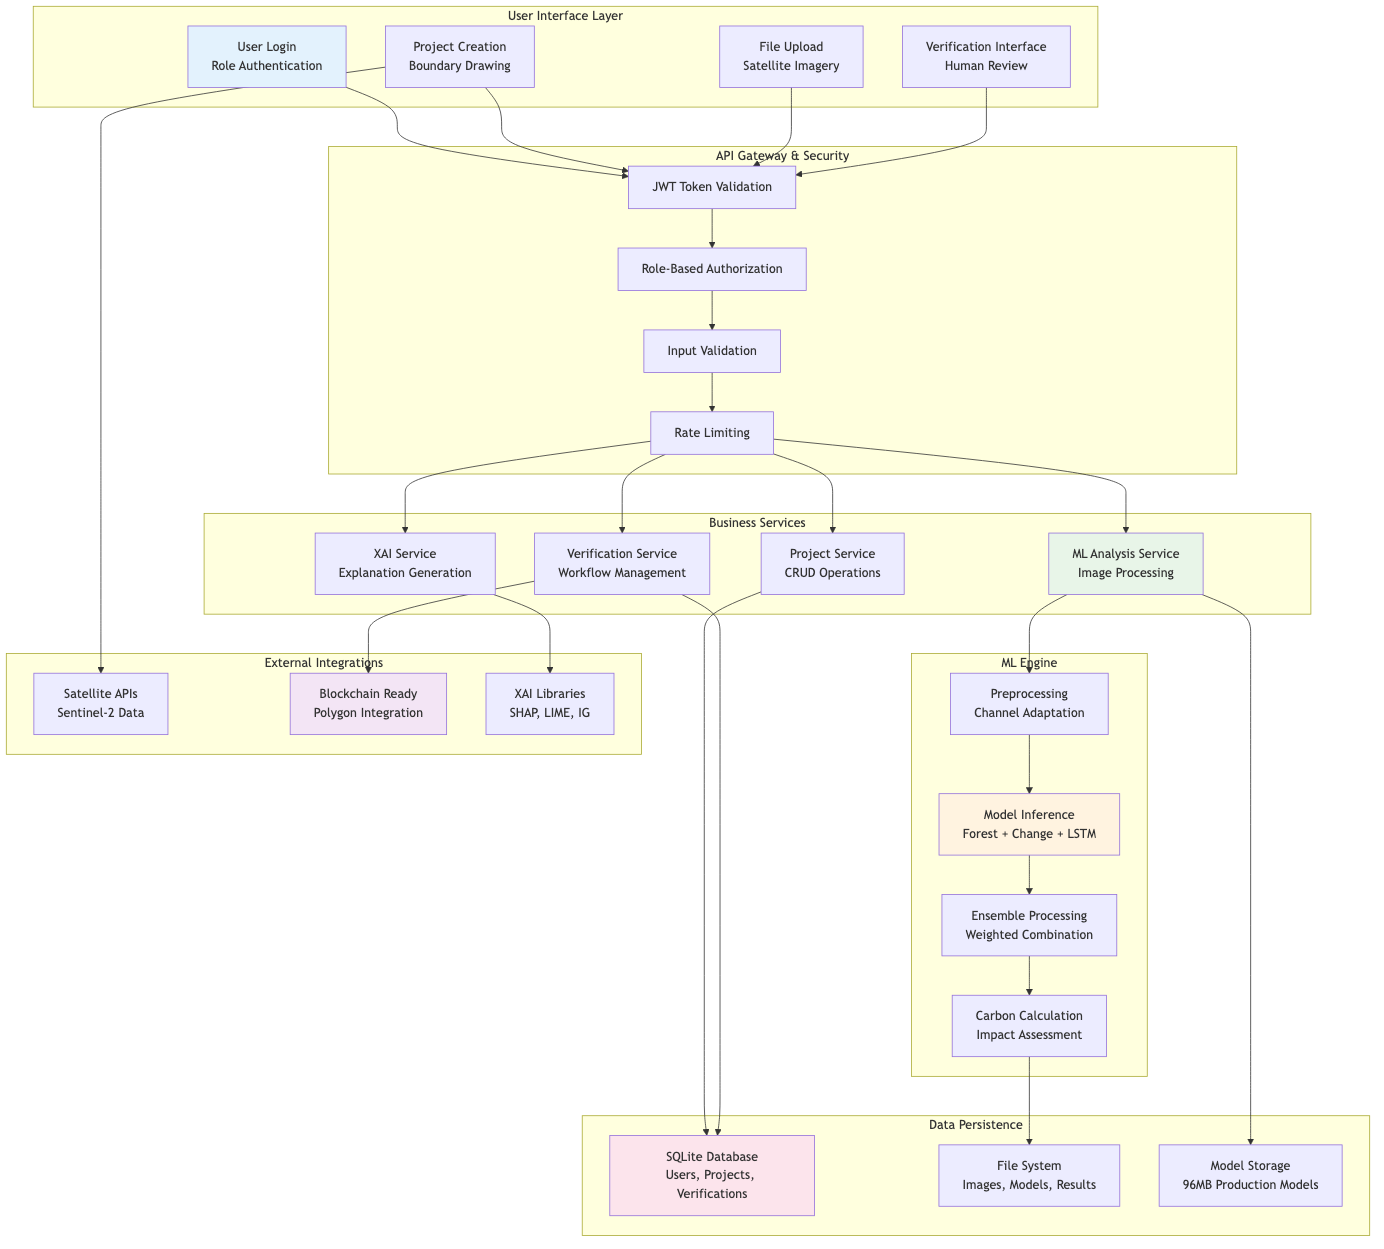 User Interface Layer
User Login
Role Authentication
Project Creation
Boundary Drawing
File Upload
Satellite Imagery
Verification Interface
Human Review
API Gateway & Security
JWT Token Validation
Role-Based Authorization
Input Validation
Rate Limiting
Business Services
XAI Service
Explanation Generation
Verification Service
Workflow Management
Project Service
CRUD Operations
ML Analysis Service
Image Processing
External Integrations
Satellite APIs
Sentinel-2 Data
Blockchain Ready
Polygon Integration
XAI Libraries
SHAP, LIME, IG
ML Engine
Preprocessing
Channel Adaptation
Model Inference
Forest + Change + LSTM
Ensemble Processing
Weighted Combination
Carbon Calculation
Impact Assessment
Data Persistence
SQLite Database
Users, Projects,
Verifications
File System
Images, Models, Results
Model Storage
96MB Production Models